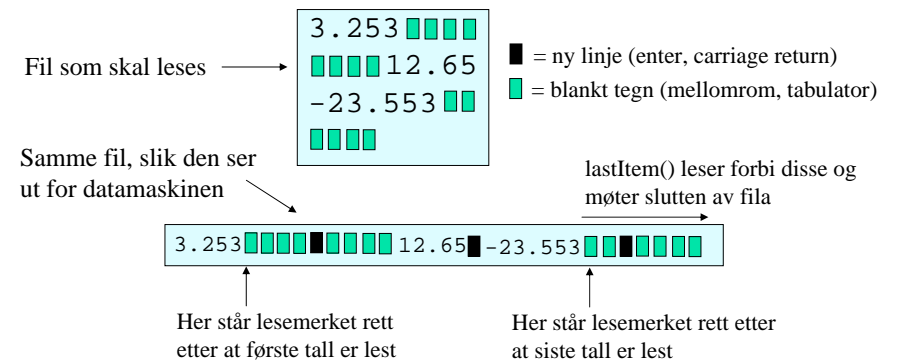 3.253
Fil som skal leses
12.65
-23.553
= ny linje (enter, carriage return)
= blankt tegn (mellomrom, tabulator)
Samme fil, slik den ser
ut for datamaskinen
lastItem() leser forbi disse og
møter slutten av fila
3.253 12.65 -23.553
Her står lesemerket rett
etter at første tall er lest
Her står lesemerket rett etter
at siste tall er lest